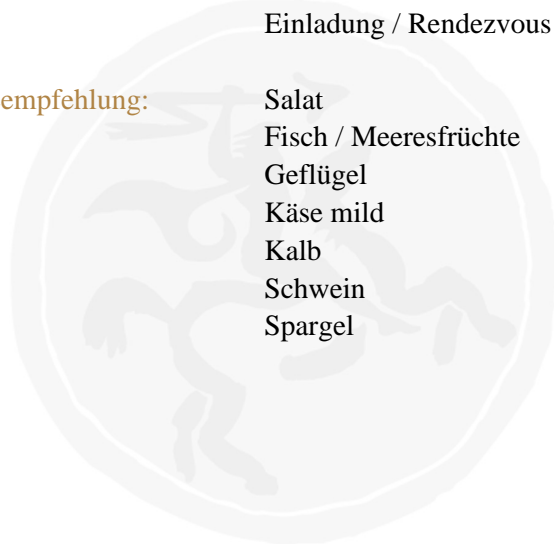 Einladung / Rendezvous
empfehlung: Salat
Fisch / Meeresfrüchte
Geflügel
Käse mild
Kalb
Schwein
Spargel